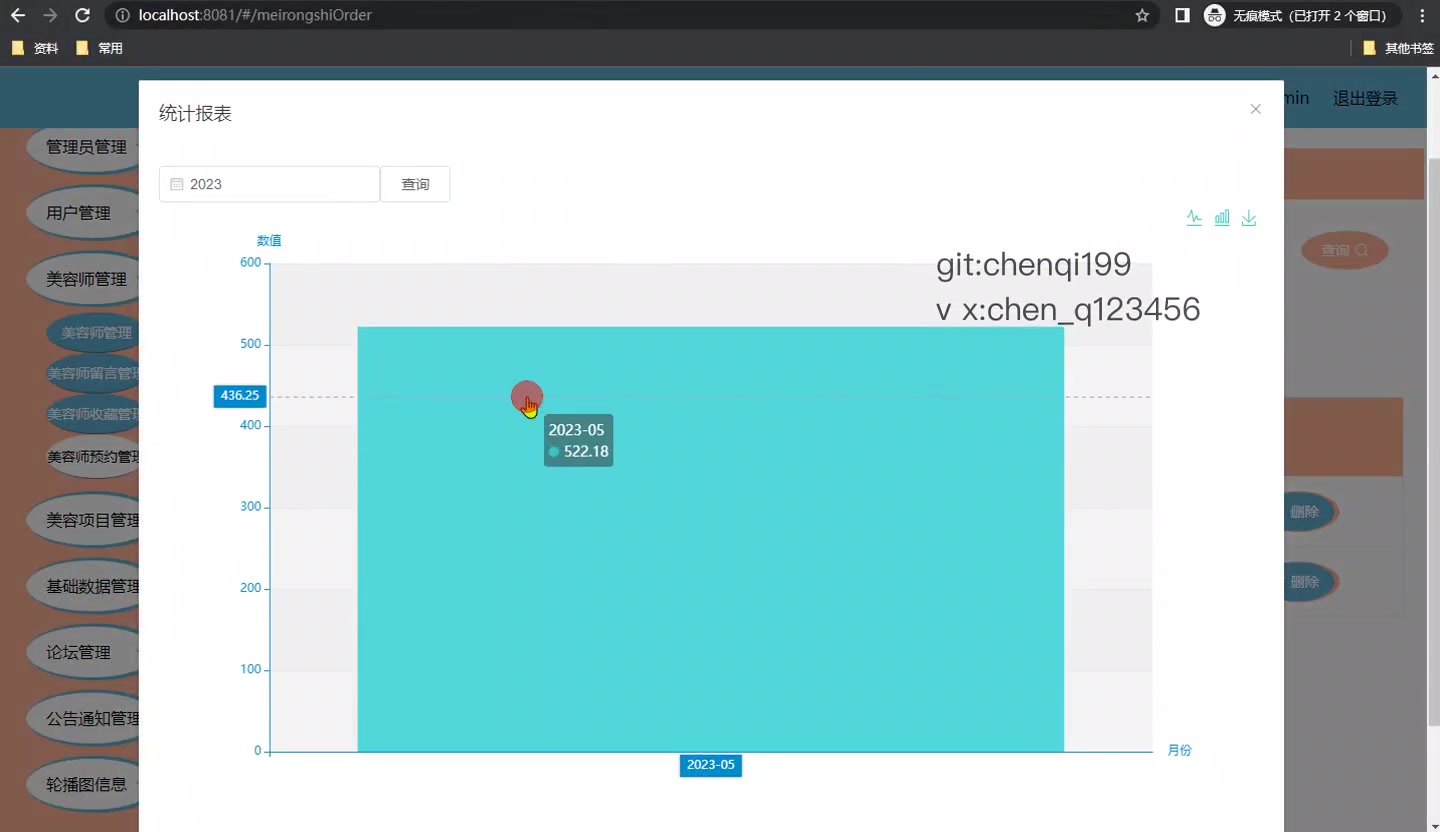 localhost:8081/#/meirongshiOrder
无痕模式（已打开 2 个窗口）
资料
常用
其他书签
min
退出登录
统计报表
管理员管理
2023
查询
用户管理
数值
600
git:chenqi199
查询
美容师管理
v x:chen_q123456
美容师管理
500
美容师留言管理
436.25
美容师收藏管理
400
2023-05
522.18
美容师预约管理
300
删除
美容项目管理
200
删除
基础数据管理
论坛管理
100
公告通知管理
0
月份
2023-05
轮播图信息